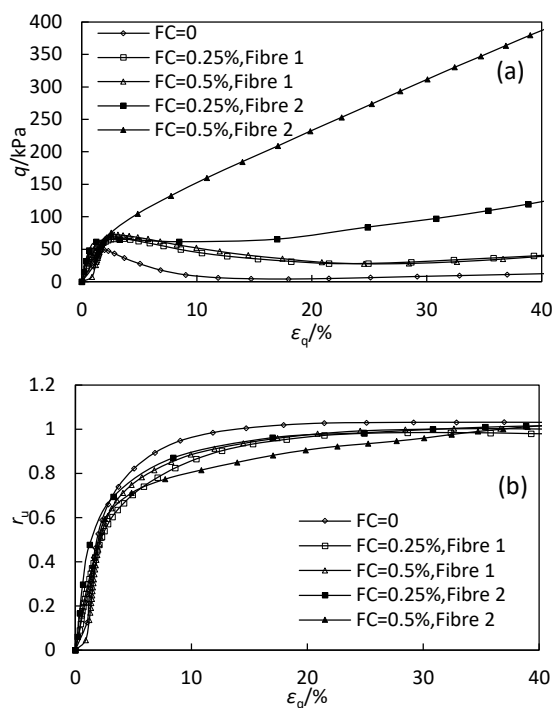 400
350
300
250
200
150
100
50
0
q/kPa
FC=0
FC=0.25%,Fibre 1
FC=0.5%,Fibre 1
FC=0.25%,Fibre 2
FC=0.5%,Fibre 2
(a)
0 10 20 30 40
εq/%
1.2
1
0.8
0.6
0.4
0.2
0
ru
(b)
FC=0
FC=0.25%,Fibre 1
FC=0.5%,Fibre 1
FC=0.25%,Fibre 2
FC=0.5%,Fibre 2
0 10 20 30 40
εq/%